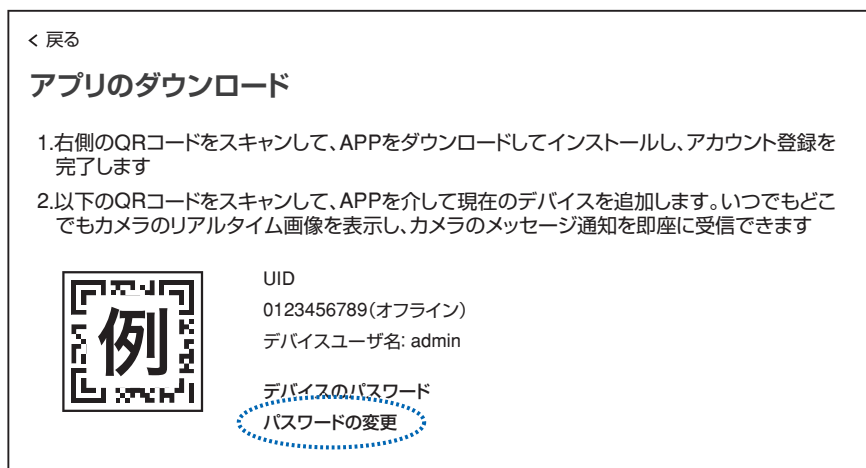 < 戻る
アプリのダウンロード
1.右側のQRコードをスキャンして、APPをダウンロードしてインストールし、アカウント登録を
完了します
2.以下のQRコードをスキャンして、APPを介して現在のデバイスを追加します。いつでもどこ
でもカメラのリアルタイム画像を表示し、カメラのメッセージ通知を即座に受信できます
例
UID
0123456789(オフライン)
デバイスユーザ名: admin
デバイスのパスワード
パスワードの変更